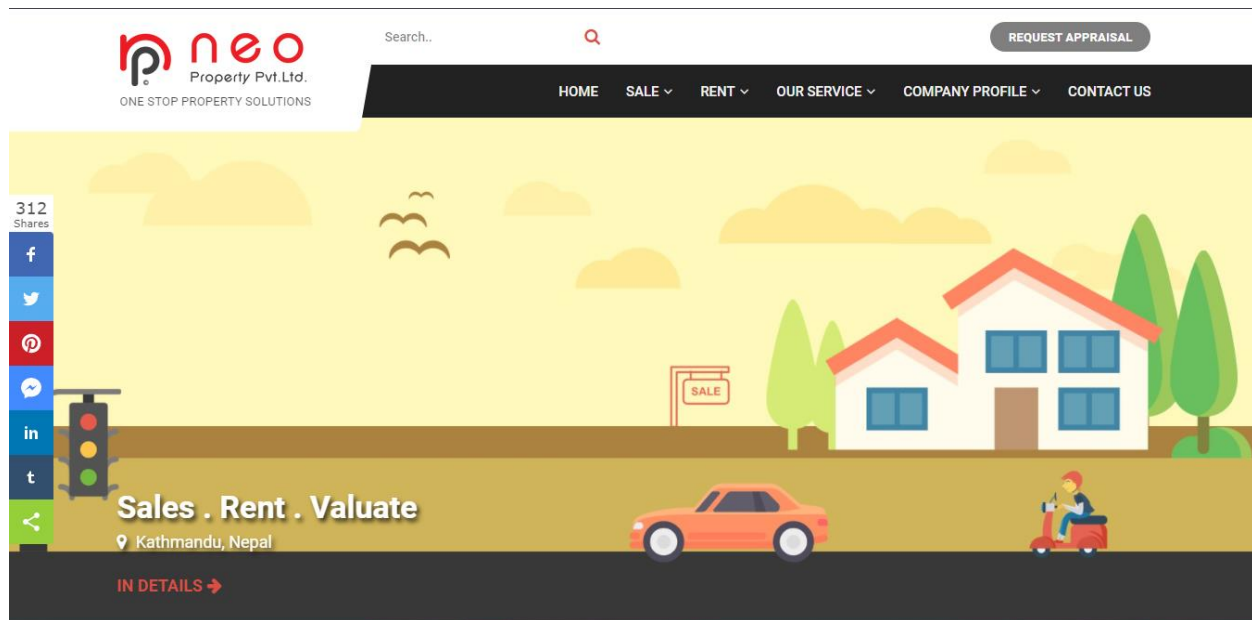 neo
Property Pvt.Ltd.
ONE STOP PROPERTY SOLUTIONS
Search..
REQUEST APPRAISAL
HOME SALE RENT OUR SERVICE COMPANY PROFILE CONTACT US
312
Shares
SALE
Sales . Rent . Valuate
Kathmandu, Nepal
IN DETAILS